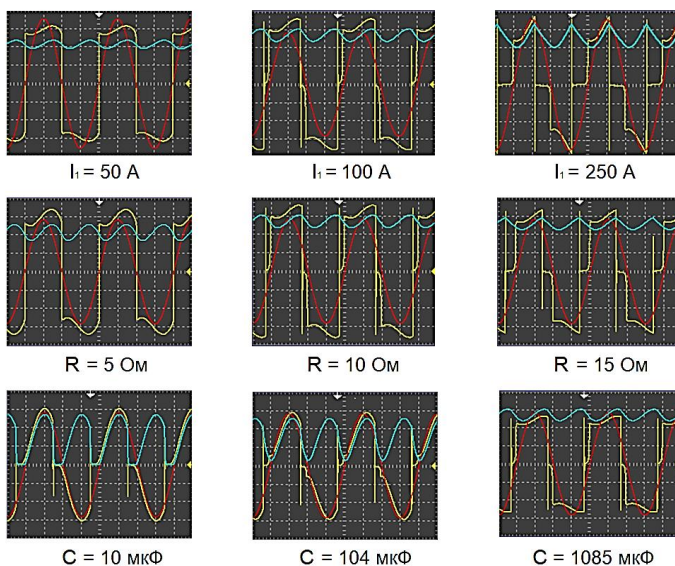 I₁ = 50 А
I₁ = 100 А
I₁ = 250 А
R = 5 Ом
R = 10 Ом
R = 15 Ом
C = 10 мкФ
C = 104 мкФ
C = 1085 мкФ